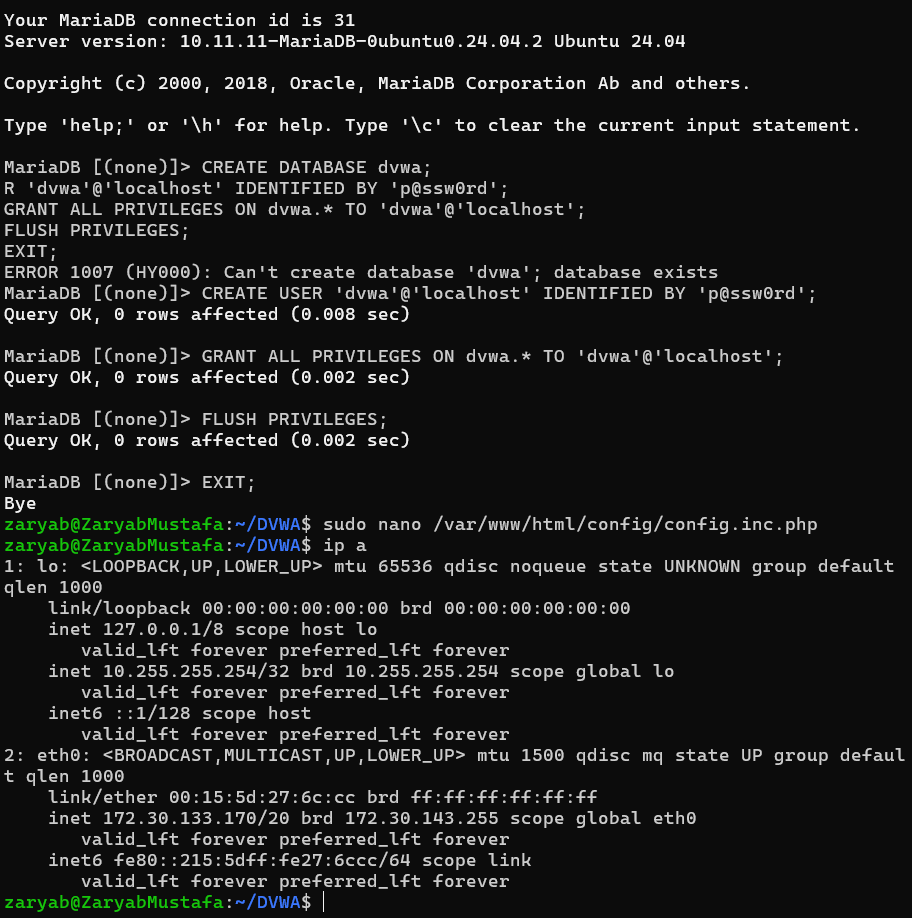 Your MariaDB connection id is 31
Server version: 10.11.11-MariaDB-0ubuntu0.24.04.2 Ubuntu 24.04
Copyright (c) 2000, 2018, Oracle, MariaDB Corporation Ab and others.
Type 'help;' or '\h' for help. Type '\c' to clear the current input statement.
MariaDB [(none)]> CREATE DATABASE dvwa;
R 'dvwa'@'localhost' IDENTIFIED BY 'p@ssw0rd';
GRANT ALL PRIVILEGES ON dvwa.* TO 'dvwa'@'localhost';
FLUSH PRIVILEGES;
EXIT;
ERROR 1007 (HY000): Can't create database 'dvwa'; database exists
MariaDB [(none)]> CREATE USER 'dvwa'@'localhost' IDENTIFIED BY 'p@ssw0rd';
Query OK, 0 rows affected (0.008 sec)
MariaDB [(none)]> GRANT ALL PRIVILEGES ON dvwa.* TO 'dvwa'@'localhost';
Query OK, 0 rows affected (0.002 sec)
MariaDB [(none)]> FLUSH PRIVILEGES;
Query OK, 0 rows affected (0.002 sec)
MariaDB [(none)]> EXIT;
Bye
zaryab@ZaryabMustafa:~/DVWA$ sudo nano /var/www/html/config/config.inc.php
zaryab@ZaryabMustafa:~/DVWA$ ip a
1: lo: <LOOPBACK,UP,LOWER_UP> mtu 65536 qdisc noqueue state UNKNOWN group default
qlen 1000
    link/loopback 00:00:00:00:00:00 brd 00:00:00:00:00:00
    inet 127.0.0.1/8 scope host lo
       valid_lft forever preferred_lft forever
    inet 10.255.255.254/32 brd 10.255.255.254 scope global lo
       valid_lft forever preferred_lft forever
    inet6 ::1/128 scope host
       valid_lft forever preferred_lft forever
2: eth0: <BROADCAST,MULTICAST,UP,LOWER_UP> mtu 1500 qdisc mq state UP group defaul
t qlen 1000
    link/ether 00:15:5d:27:6c:cc brd ff:ff:ff:ff:ff:ff
    inet 172.30.133.170/20 brd 172.30.143.255 scope global eth0
       valid_lft forever preferred_lft forever
    inet6 fe80::215:5dff:fe27:6ccc/64 scope link
       valid_lft forever preferred_lft forever
zaryab@ZaryabMustafa:~/DVWA$